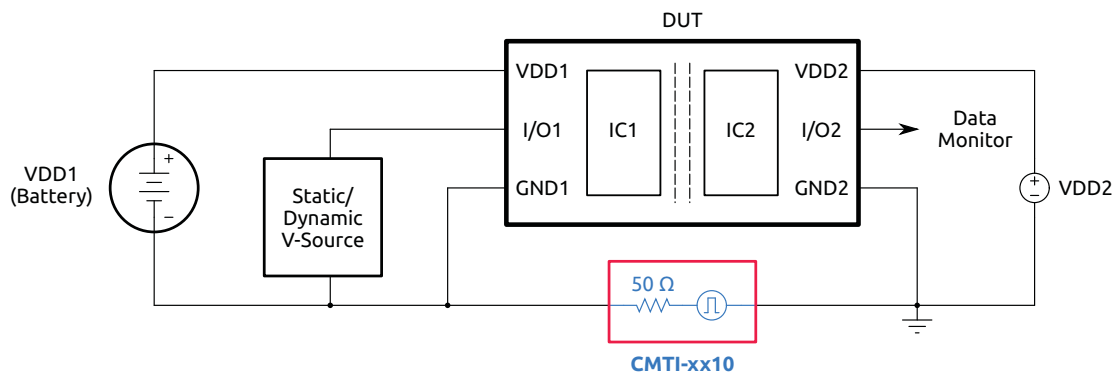 DUT
VDD1
VDD2
I/O1
IC1
IC2
I/O2
Data
Monitor
GND1
GND2
VDD1
(Battery)
+
−
Static/
Dynamic
V-Source
+
−
VDD2
50 Ω
CMTI-xx10